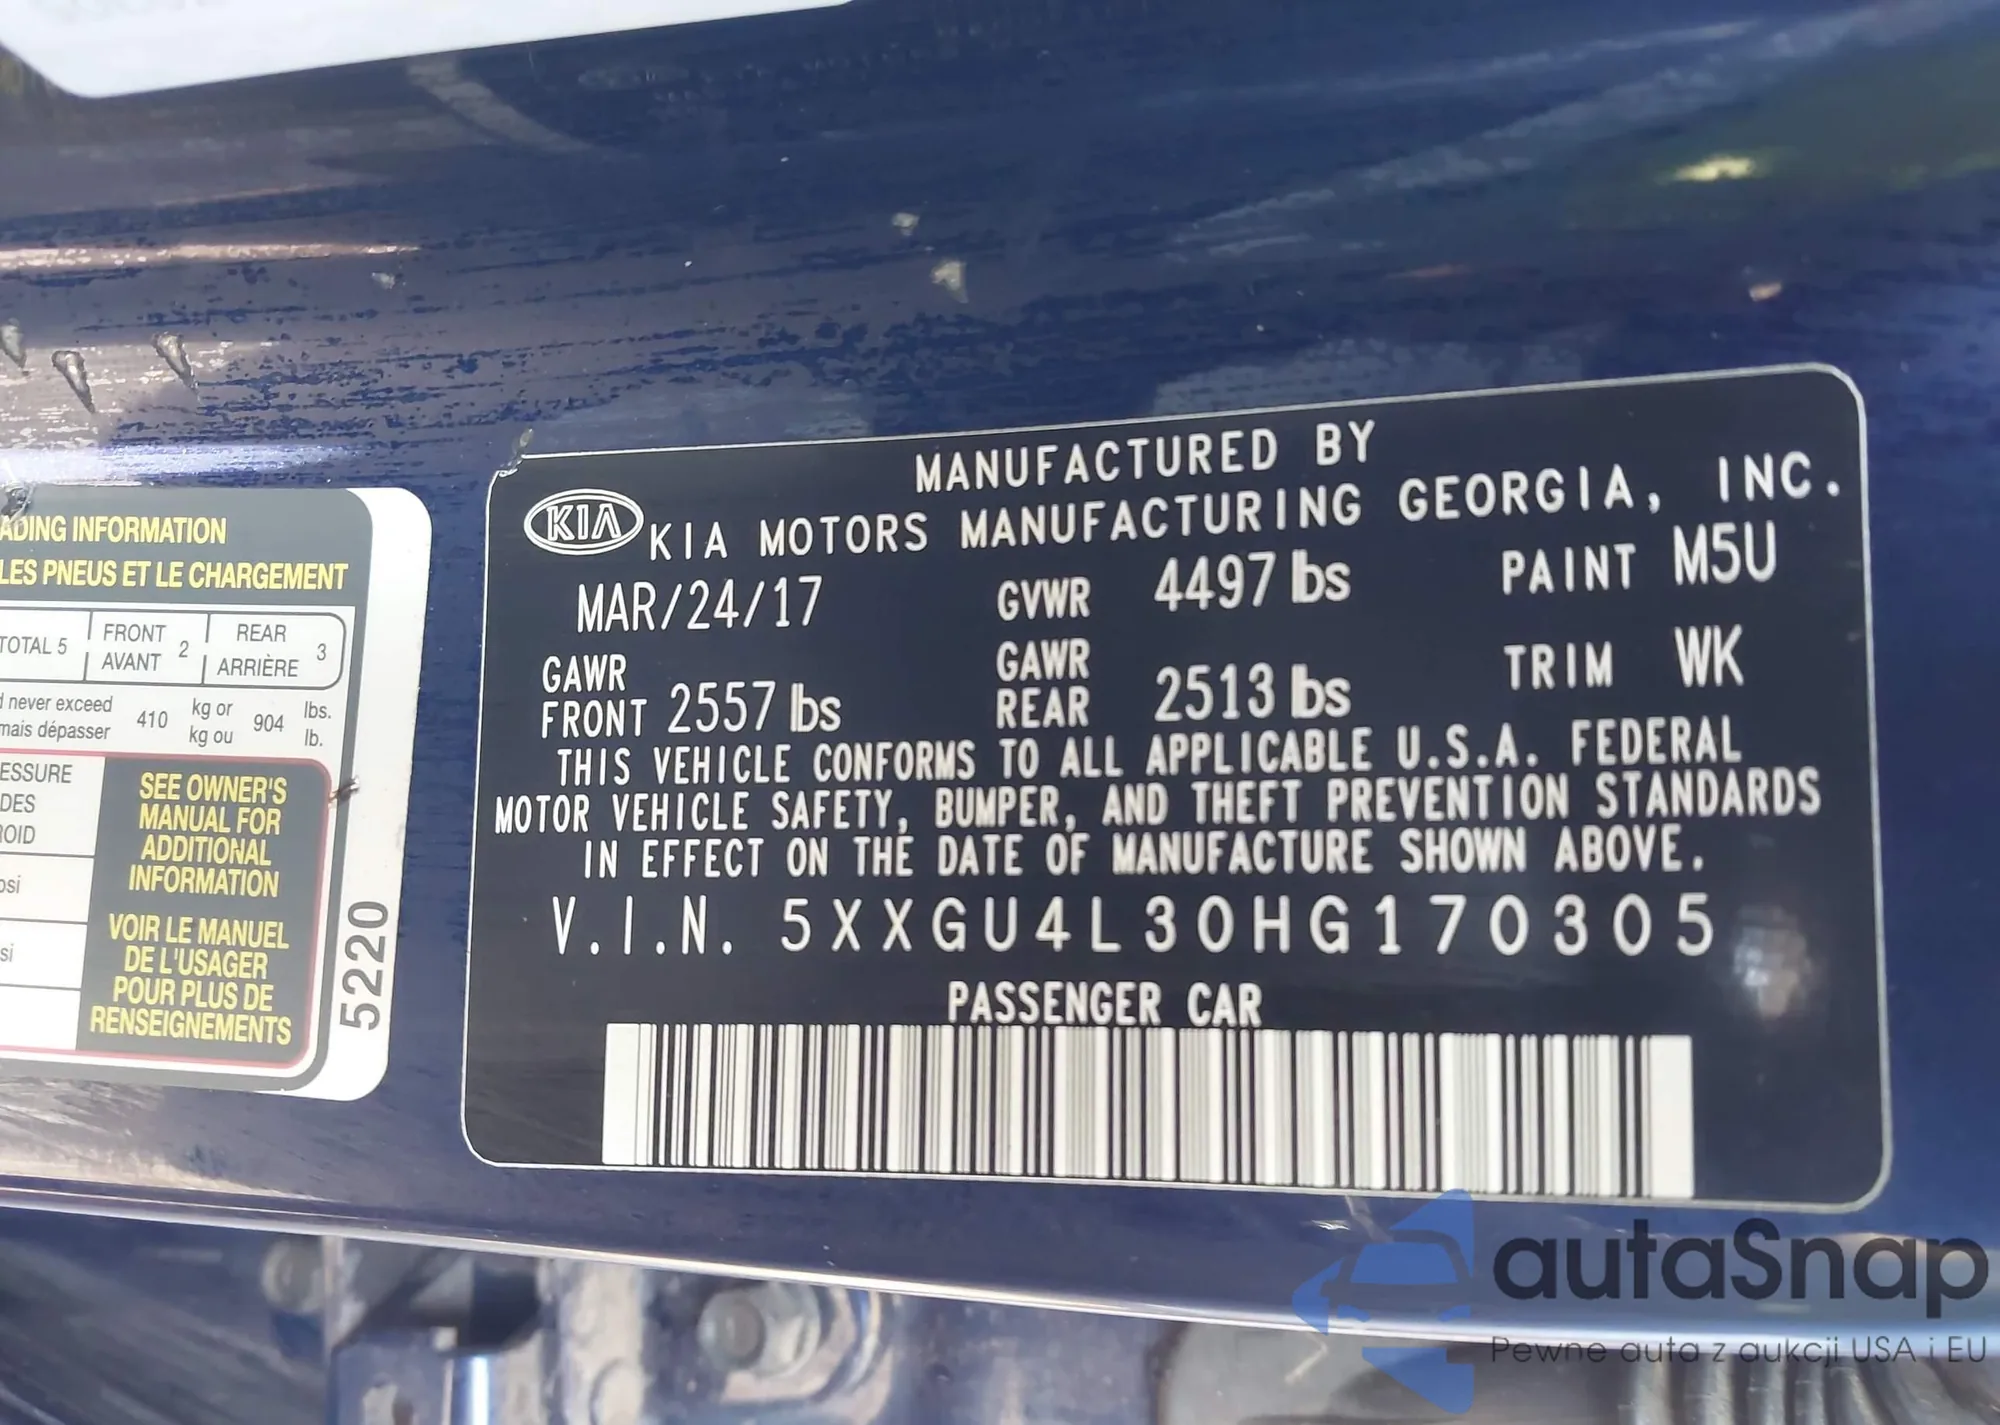 ADING INFORMATION
LES PNEUS ET LE CHARGEMENT
TOTAL 5 FRONT AVANT 2 REAR ARRIÈRE 3
never exceed 410 kg or 904 lbs.
mais dépasser kg ou lb.
ESSURE
DES
ROID
psi
si
SEE OWNER'S
MANUAL FOR
ADDITIONAL
INFORMATION
VOIR LE MANUEL
DE L'USAGER
POUR PLUS DE
RENSEIGNEMENTS
5220
MANUFACTURED BY
KIA KIA MOTORS MANUFACTURING GEORGIA, INC.
MAR/24/17 GVWR 4497 lbs PAINT M5U
GAWR FRONT 2557 lbs GAWR REAR 2513 lbs TRIM WK
THIS VEHICLE CONFORMS TO ALL APPLICABLE U.S.A. FEDERAL
MOTOR VEHICLE SAFETY, BUMPER, AND THEFT PREVENTION STANDARDS
IN EFFECT ON THE DATE OF MANUFACTURE SHOWN ABOVE.
V.I.N. 5XXGU4L30HG170305
PASSENGER CAR
autaSnap
Pewne auta z aukcji USA i EU